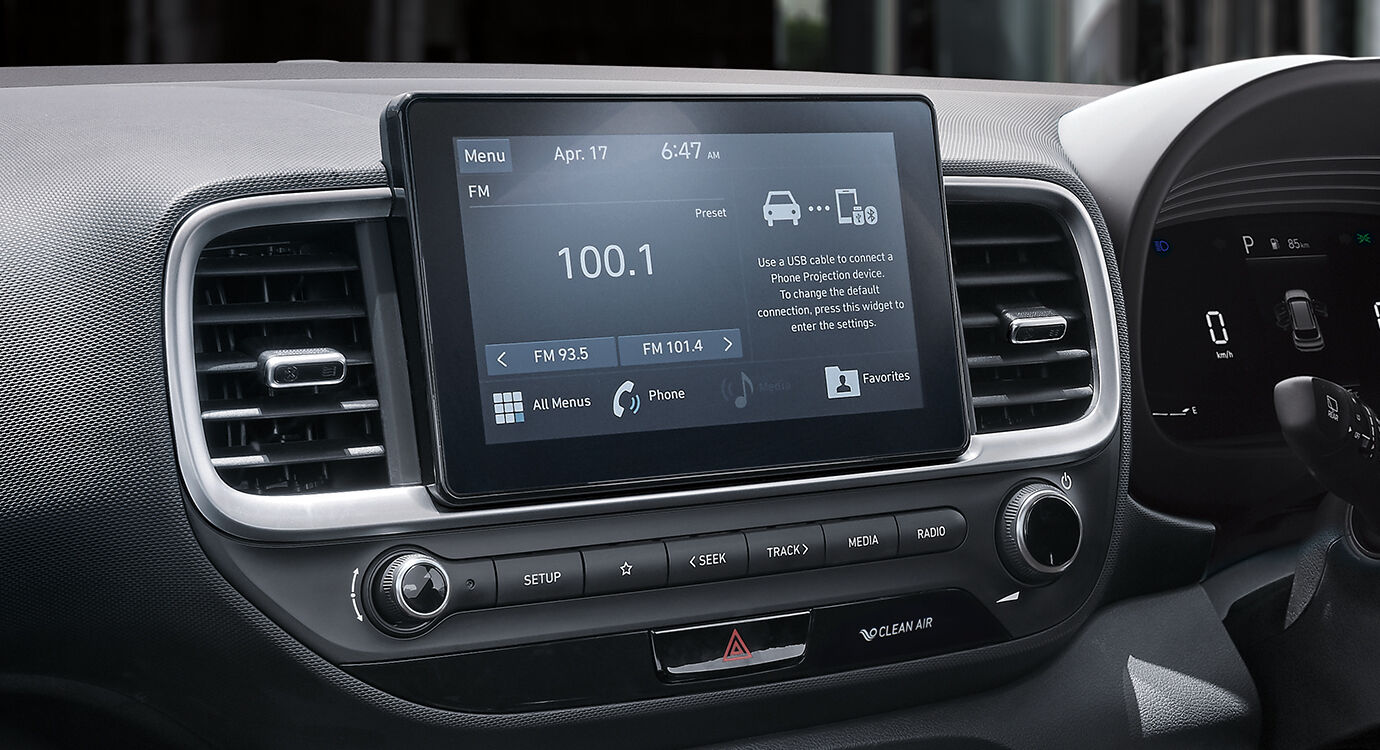 Menu
Apr. 17
6:47 AM
FM
Preset
100.1
Use a USB cable to connect a
Phone Projection device.
To change the default
connection, press this widget to
enter the settings.
< FM 93.5
FM 101.4 >
All Menus
Phone
Media
Favorites
P
85km
0
km/h
E
REAR
OFF
SETUP
< SEEK
TRACK >
MEDIA
RADIO
CLEAN AIR